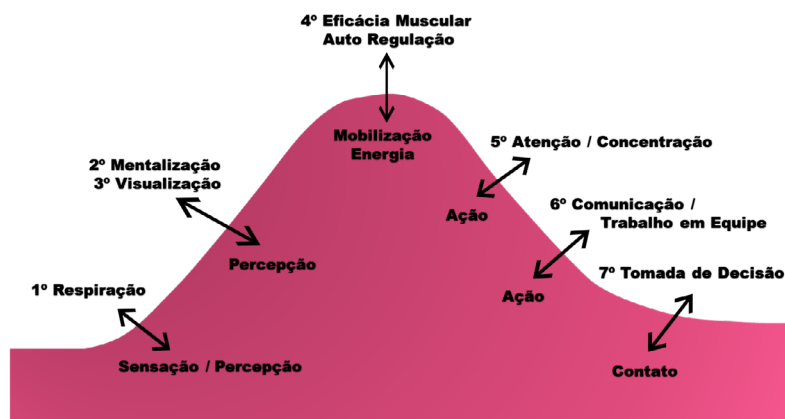 4º Eficácia Muscular
Auto Regulação
Mobilização
Energia
2º Mentalização
3º Visualização
Percepção
1º Respiração
Sensação / Percepção
5º Atenção / Concentração
Ação
6º Comunicação /
Trabalho em Equipe
Ação
7º Tomada de Decisão
Contato